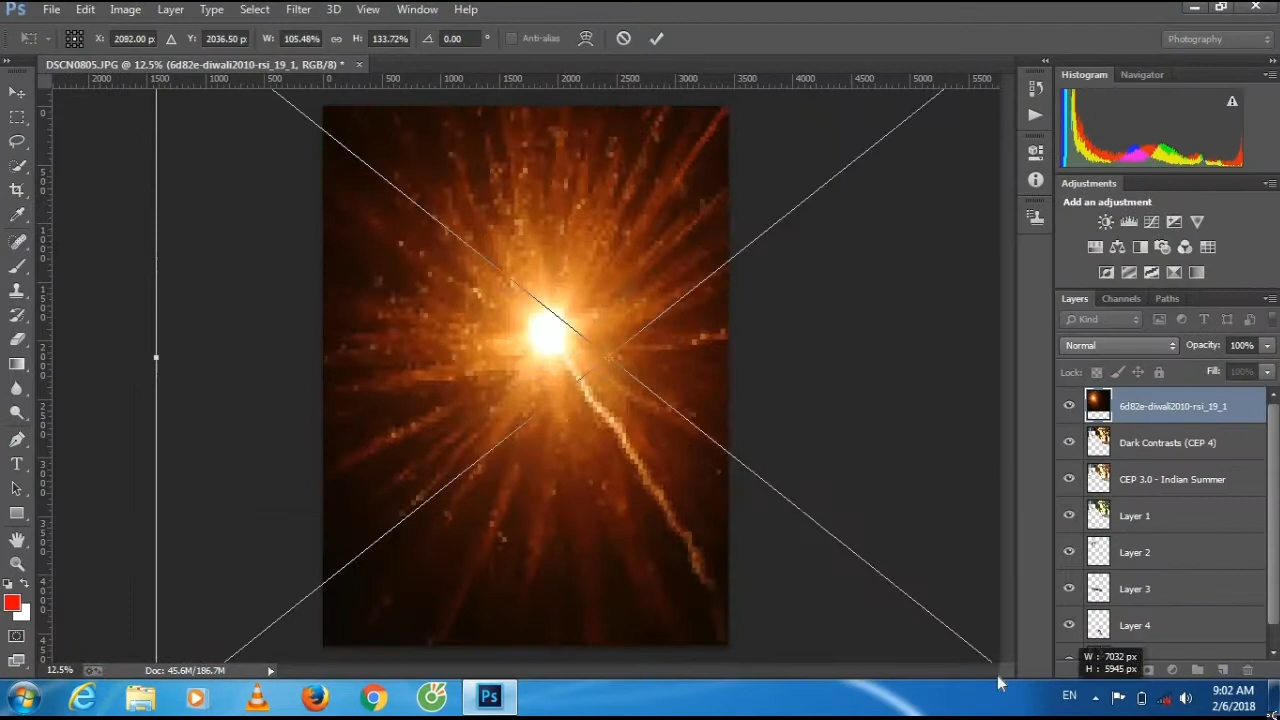 Ps File Edit Image Layer Type Select Filter 3D View Window Help
X: 2092.00 p Y: 2036.50 p W: 105.48% H: 133.72% 0.00 ° Anti-alias Photography
DSCN0805.JPG @ 12.5% (6d82e-diwali2010-rsi_19_1, RGB/8) * ×
2000 1500 1000 500 0 500 1000 1500 2000 2500 3000 3500 4000 4500 5000 5500
Histogram Navigator
Adjustments
Add an adjustment
Layers Channels Paths
Kind
Normal Opacity: 100%
Lock: Fill: 100%
6d82e-diwali2010-rsi_19_1
Dark Contrasts (CEP 4)
CEP 3.0 - Indian Summer
Layer 1
Layer 2
Layer 3
Layer 4
W : 7032 px
H : 5945 px
12.5% Doc: 45.6M/186.7M
Ps EN 9:02 AM
2/6/2018